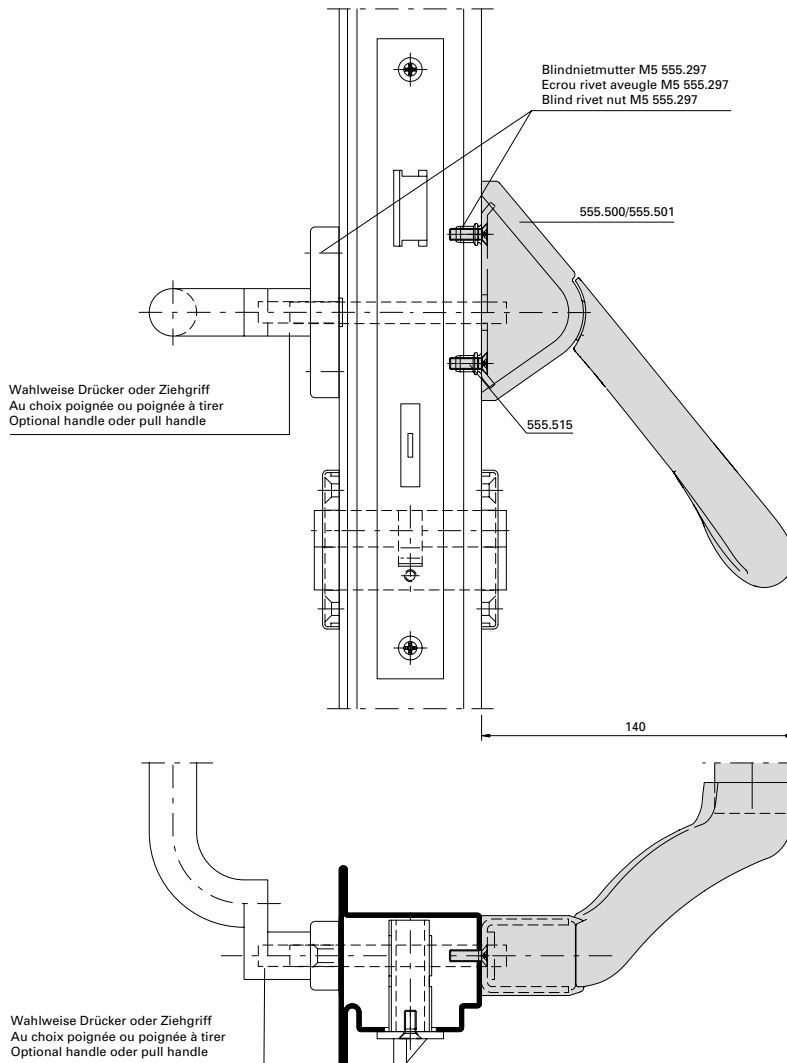 Blindnietmutter M5 555.297
Ecrou rivet aveugle M5 555.297
Blind rivet nut M5 555.297
555.500/555.501
Wahlweise Drücker oder Ziehgriff
Au choix poignée ou poignée à tirer
Optional handle oder pull handle
555.515
140
Wahlweise Drücker oder Ziehgriff
Au choix poignée ou poignée à tirer
Optional handle oder pull handle